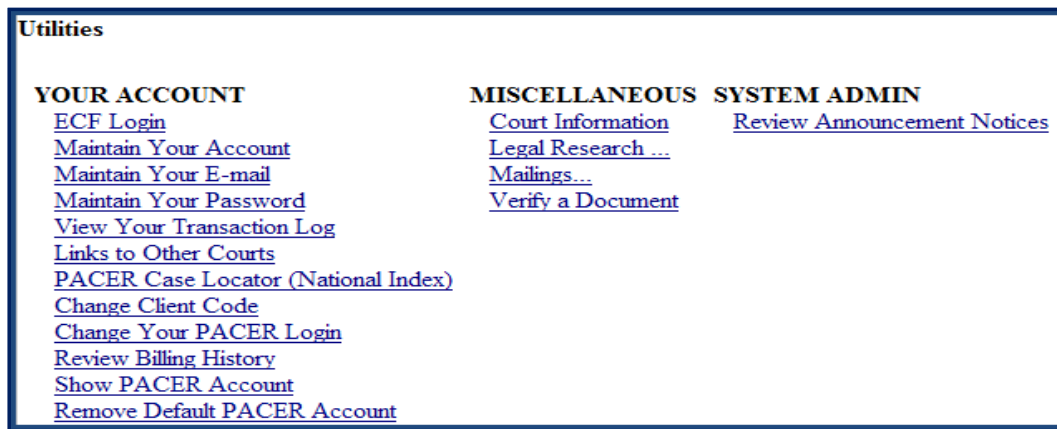 Utilities
YOUR ACCOUNT
ECF Login
Maintain Your Account
Maintain Your E-mail
Maintain Your Password
View Your Transaction Log
Links to Other Courts
PACER Case Locator (National Index)
Change Client Code
Change Your PACER Login
Review Billing History
Show PACER Account
Remove Default PACER Account
MISCELLANEOUS
Court Information
Legal Research ...
Mailings...
Verify a Document
SYSTEM ADMIN
Review Announcement Notices